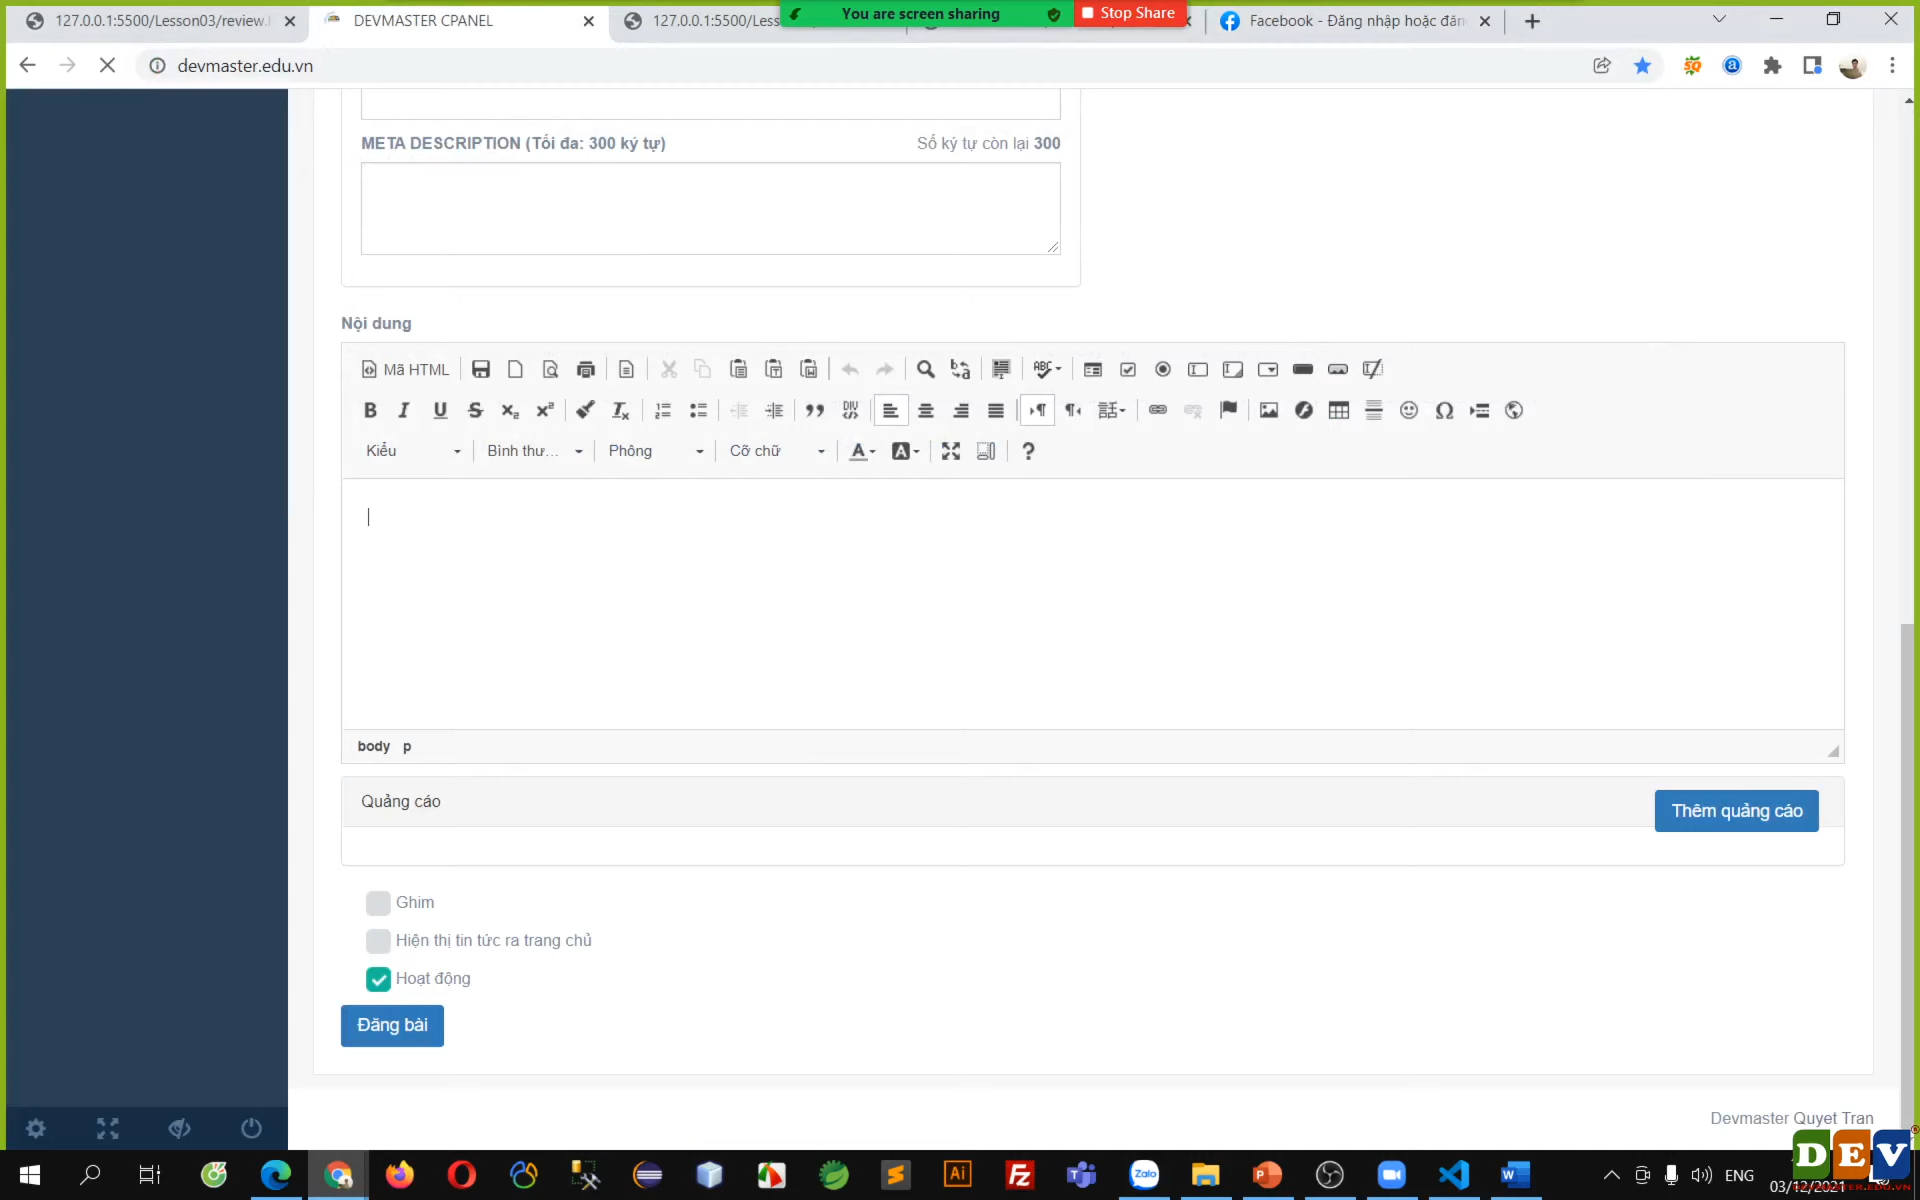 127.0.0.1:5500/Lesson03/review.
DEVMASTER CPANEL
127.0.0.1:5500/Less
You are screen sharing
Stop Share
Facebook - Đăng nhập hoặc đăn
devmaster.edu.vn
META DESCRIPTION (Tối đa: 300 ký tự)
Số ký tự còn lại 300
Nội dung
Mã HTML
Kiểu
Bình thư...
Phông
Cỡ chữ
body p
Quảng cáo
Thêm quảng cáo
Ghim
Hiện thị tin tức ra trang chủ
Hoạt động
Đăng bài
Devmaster Quyet Tran
ENG
03/12/2021
DEV